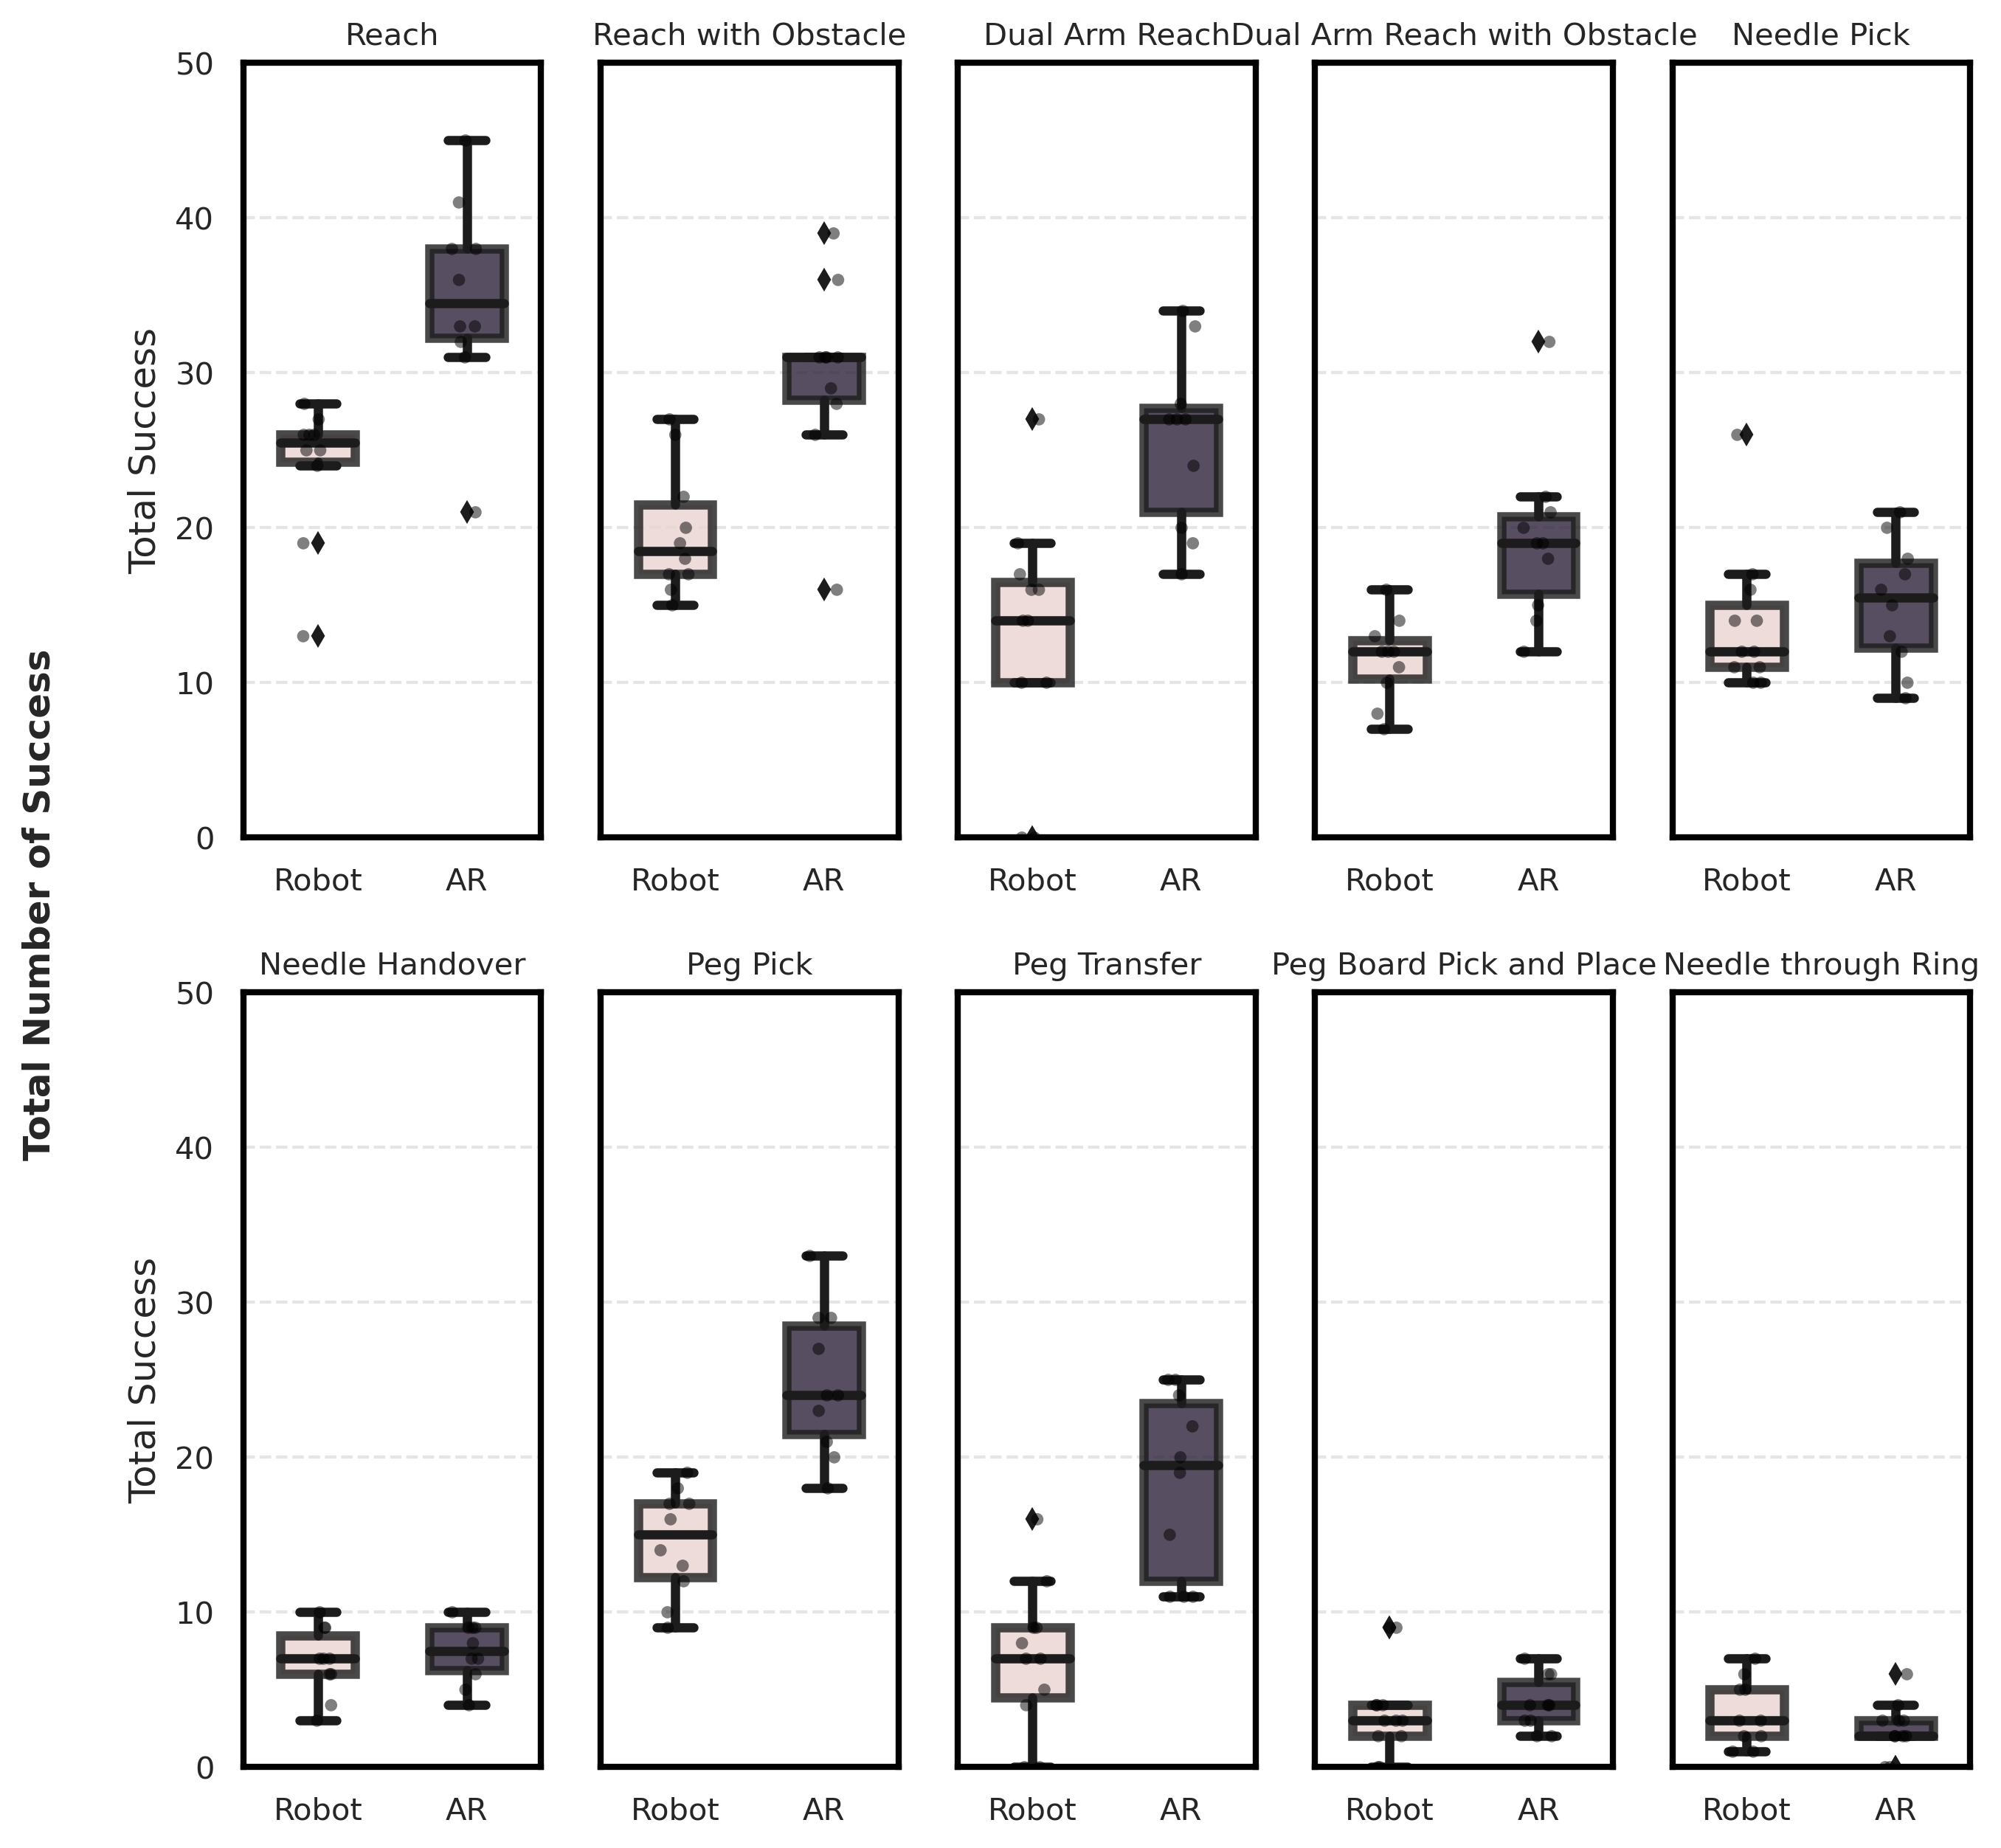 Total Number of Success
Reach
Reach with Obstacle
Dual Arm Reach
Dual Arm Reach with Obstacle
Needle Pick
Total Success
50
40
30
20
10
0
Robot AR
Robot AR
Robot AR
Robot AR
Robot AR
Needle Handover
Peg Pick
Peg Transfer
Peg Board Pick and Place
Needle through Ring
Total Success
50
40
30
20
10
0
Robot AR
Robot AR
Robot AR
Robot AR
Robot AR